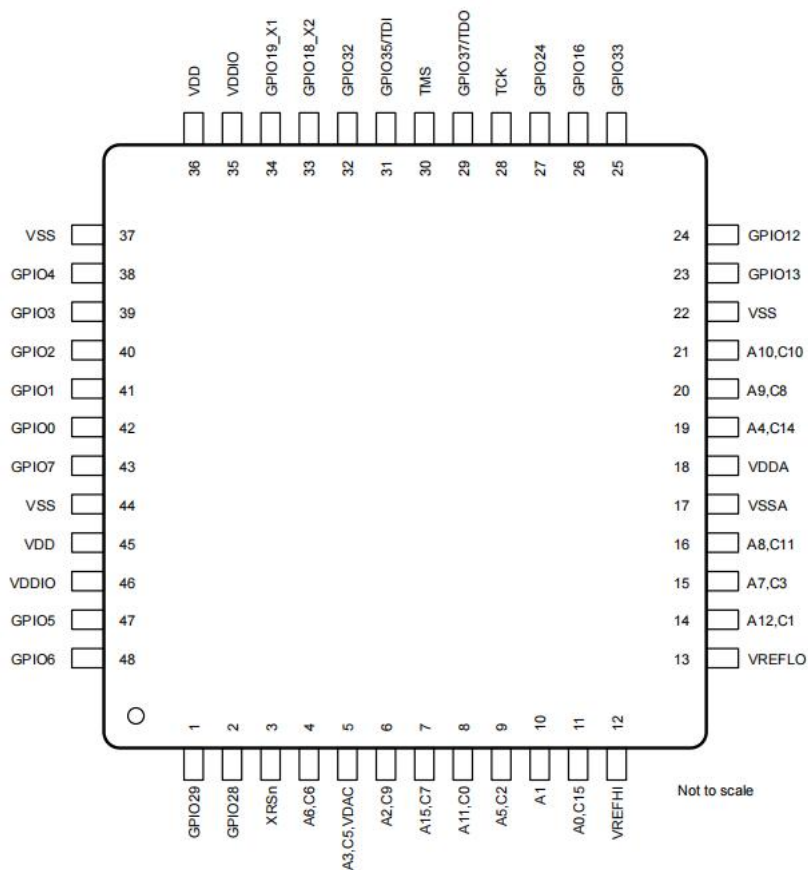 VDD
VDDIO
GPIO19_X1
GPIO18_X2
GPIO32
GPIO35/TDI
TMS
GPIO37/TDO
TCK
GPIO24
GPIO16
GPIO33
36
35
34
33
32
31
30
29
28
27
26
25
VSS 37
GPIO4 38
GPIO3 39
GPIO2 40
GPIO1 41
GPIO0 42
GPIO7 43
VSS 44
VDD 45
VDDIO 46
GPIO5 47
GPIO6 48
24 GPIO12
23 GPIO13
22 VSS
21 A10,C10
20 A9,C8
19 A4,C14
18 VDDA
17 VSSA
16 A8,C11
15 A7,C3
14 A12,C1
13 VREFLO
1
2
3
4
5
6
7
8
9
10
11
12
GPIO29
GPIO28
XRSn
A6,C6
A3,C5,VDAC
A2,C9
A15,C7
A11,C0
A5,C2
A1
A0,C15
VREFHI
Not to scale